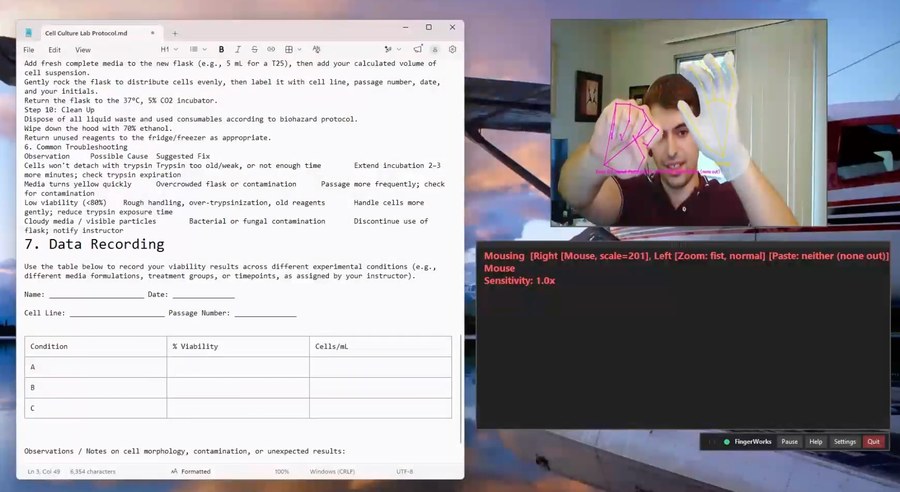 Cell Culture Lab Protocol.md
File Edit View
H1
Add fresh complete media to the new flask (e.g., 5 mL for a T25), then add your calculated volume of
cell suspension.
Gently rock the flask to distribute cells evenly, then label it with cell line, passage number, date,
and your initials.
Return the flask to the 37°C, 5% CO2 incubator.
Step 10: Clean Up
Dispose of all liquid waste and used consumables according to biohazard protocol.
Wipe down the hood with 70% ethanol.
Return unused reagents to the fridge/freezer as appropriate.
6. Common Troubleshooting
Observation Possible Cause Suggested Fix
Cells won't detach with trypsin Trypsin too old/weak, or not enough time Extend incubation 2–3
more minutes; check trypsin expiration
Media turns yellow quickly Overcrowded flask or contamination Passage more frequently; check
for contamination
Low viability (<80%) Rough handling, over-trypsinization, old reagents Handle cells more
gently; reduce trypsin exposure time
Cloudy media / visible particles Bacterial or fungal contamination Discontinue use of
flask; notify instructor
7. Data Recording
Use the table below to record your viability results across different experimental conditions (e.g.,
different media formulations, treatment groups, or timepoints, as assigned by your instructor).
Name: ____________________ Date: _____________
Cell Line: ____________________ Passage Number: _____________
Condition % Viability Cells/mL
A
B
C
Observations / Notes on cell morphology, contamination, or unexpected results:
Ln 3, Col 48 6,354 characters Formatted 100% Windows (CRLF) UTF-8
Mousing [Right [Mouse, scale=201], Left [Zoom: fist, normal] [Paste: neither (none out)]
Mouse
Sensitivity: 1.0x
FingerWorks Pause Help Settings Quit